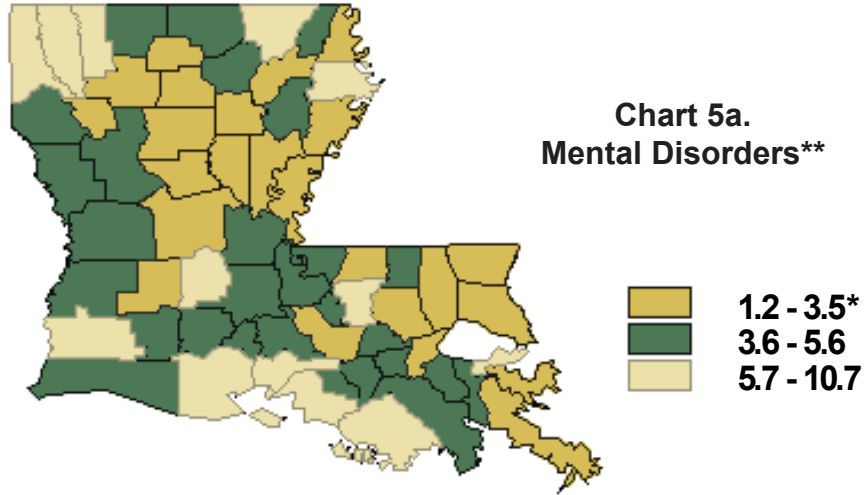 Chart 5a.
Mental Disorders**
1.2 - 3.5*
3.6 - 5.6
5.7 - 10.7